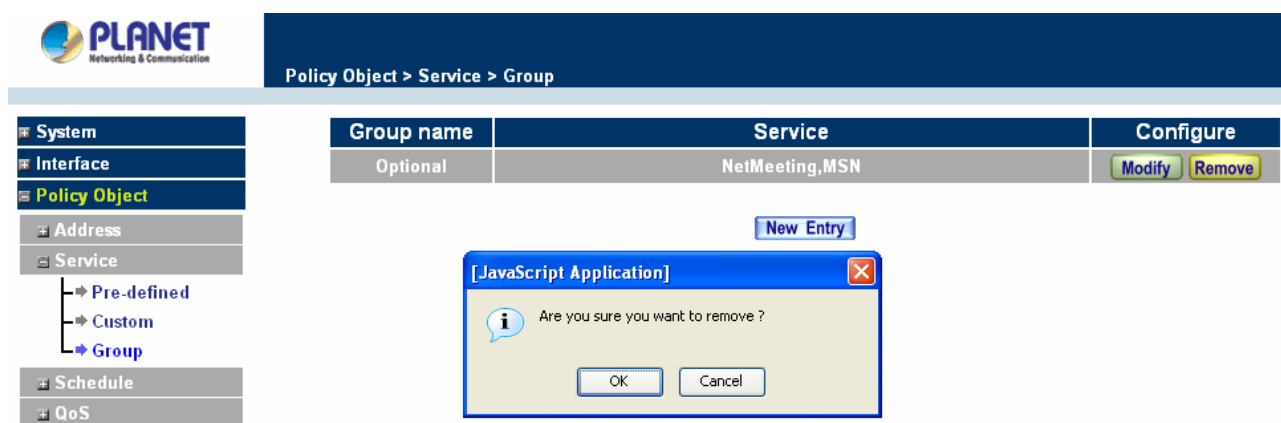 PLANET
Networking & Communication
Policy Object > Service > Group
System
Interface
Policy Object
Address
Service
Pre-defined
Custom
Group
Schedule
QoS
Group name Service Configure
Optional NetMeeting,MSN Modify Remove
New Entry
[JavaScript Application]
Are you sure you want to remove ?
OK Cancel